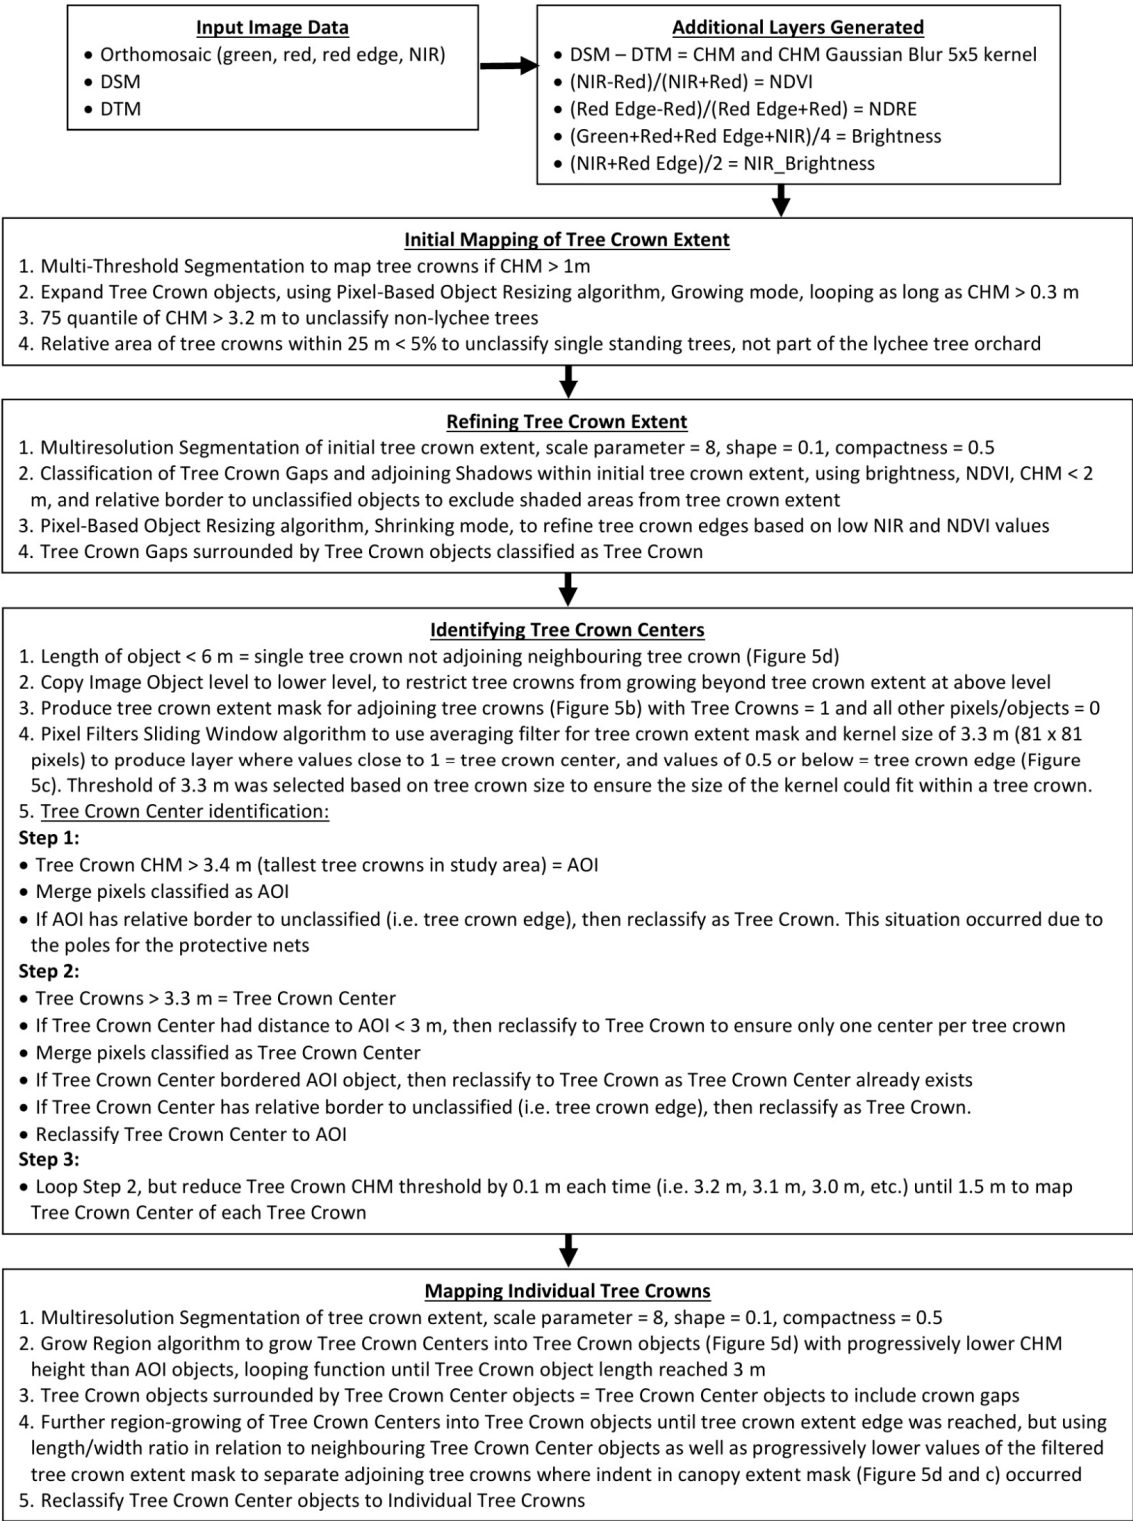 Input Image Data
• Orthomosaic (green, red, red edge, NIR)
• DSM
• DTM
Additional Layers Generated
• DSM – DTM = CHM and CHM Gaussian Blur 5x5 kernel
• (NIR-Red)/(NIR+Red) = NDVI
• (Red Edge-Red)/(Red Edge+Red) = NDRE
• (Green+Red+Red Edge+NIR)/4 = Brightness
• (NIR+Red Edge)/2 = NIR_Brightness
Initial Mapping of Tree Crown Extent
1. Multi-Threshold Segmentation to map tree crowns if CHM > 1m
2. Expand Tree Crown objects, using Pixel-Based Object Resizing algorithm, Growing mode, looping as long as CHM > 0.3 m
3. 75 quantile of CHM > 3.2 m to unclassify non-lychee trees
4. Relative area of tree crowns within 25 m < 5% to unclassify single standing trees, not part of the lychee tree orchard
Refining Tree Crown Extent
1. Multiresolution Segmentation of initial tree crown extent, scale parameter = 8, shape = 0.1, compactness = 0.5
2. Classification of Tree Crown Gaps and adjoining Shadows within initial tree crown extent, using brightness, NDVI, CHM < 2
m, and relative border to unclassified objects to exclude shaded areas from tree crown extent
3. Pixel-Based Object Resizing algorithm, Shrinking mode, to refine tree crown edges based on low NIR and NDVI values
4. Tree Crown Gaps surrounded by Tree Crown objects classified as Tree Crown
Identifying Tree Crown Centers
1. Length of object < 6 m = single tree crown not adjoining neighbouring tree crown (Figure 5d)
2. Copy Image Object level to lower level, to restrict tree crowns from growing beyond tree crown extent at above level
3. Produce tree crown extent mask for adjoining tree crowns (Figure 5b) with Tree Crowns = 1 and all other pixels/objects = 0
4. Pixel Filters Sliding Window algorithm to use averaging filter for tree crown extent mask and kernel size of 3.3 m (81 x 81
pixels) to produce layer where values close to 1 = tree crown center, and values of 0.5 or below = tree crown edge (Figure
5c). Threshold of 3.3 m was selected based on tree crown size to ensure the size of the kernel could fit within a tree crown.
5. Tree Crown Center identification:
Step 1:
• Tree Crown CHM > 3.4 m (tallest tree crowns in study area) = AOI
• Merge pixels classified as AOI
• If AOI has relative border to unclassified (i.e. tree crown edge), then reclassify as Tree Crown. This situation occurred due to
the poles for the protective nets
Step 2:
• Tree Crowns > 3.3 m = Tree Crown Center
• If Tree Crown Center had distance to AOI < 3 m, then reclassify to Tree Crown to ensure only one center per tree crown
• Merge pixels classified as Tree Crown Center
• If Tree Crown Center bordered AOI object, then reclassify to Tree Crown as Tree Crown Center already exists
• If Tree Crown Center has relative border to unclassified (i.e. tree crown edge), then reclassify as Tree Crown.
• Reclassify Tree Crown Center to AOI
Step 3:
• Loop Step 2, but reduce Tree Crown CHM threshold by 0.1 m each time (i.e. 3.2 m, 3.1 m, 3.0 m, etc.) until 1.5 m to map
Tree Crown Center of each Tree Crown
Mapping Individual Tree Crowns
1. Multiresolution Segmentation of tree crown extent, scale parameter = 8, shape = 0.1, compactness = 0.5
2. Grow Region algorithm to grow Tree Crown Centers into Tree Crown objects (Figure 5d) with progressively lower CHM
height than AOI objects, looping function until Tree Crown object length reached 3 m
3. Tree Crown objects surrounded by Tree Crown Center objects = Tree Crown Center objects to include crown gaps
4. Further region-growing of Tree Crown Centers into Tree Crown objects until tree crown extent edge was reached, but using
length/width ratio in relation to neighbouring Tree Crown Center objects as well as progressively lower values of the filtered
tree crown extent mask to separate adjoining tree crowns where indent in canopy extent mask (Figure 5d and c) occurred
5. Reclassify Tree Crown Center objects to Individual Tree Crowns